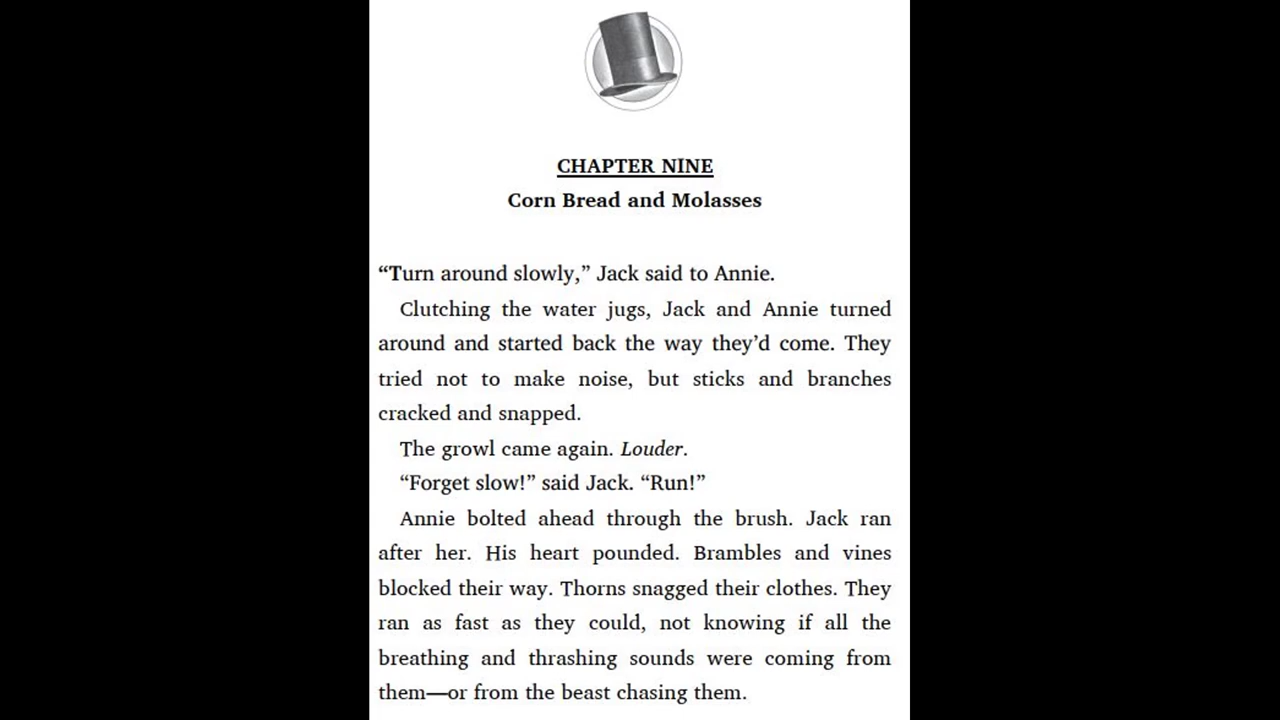 CHAPTER NINE
Corn Bread and Molasses
“Turn around slowly,” Jack said to Annie.
Clutching the water jugs, Jack and Annie turned
around and started back the way they’d come. They
tried not to make noise, but sticks and branches
cracked and snapped.
The growl came again. Louder.
“Forget slow!” said Jack. “Run!”
Annie bolted ahead through the brush. Jack ran
after her. His heart pounded. Brambles and vines
blocked their way. Thorns snagged their clothes. They
ran as fast as they could, not knowing if all the
breathing and thrashing sounds were coming from
them—or from the beast chasing them.